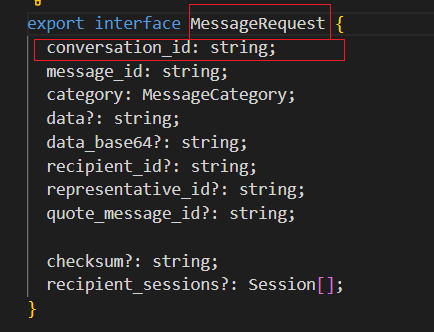 export interface MessageRequest {
conversation_id: string;
message_id: string;
category: MessageCategory;
data?: string;
data_base64?: string;
recipient_id?: string;
representative_id?: string;
quote_message_id?: string;
checksum?: string;
recipient_sessions?: Session[];
}